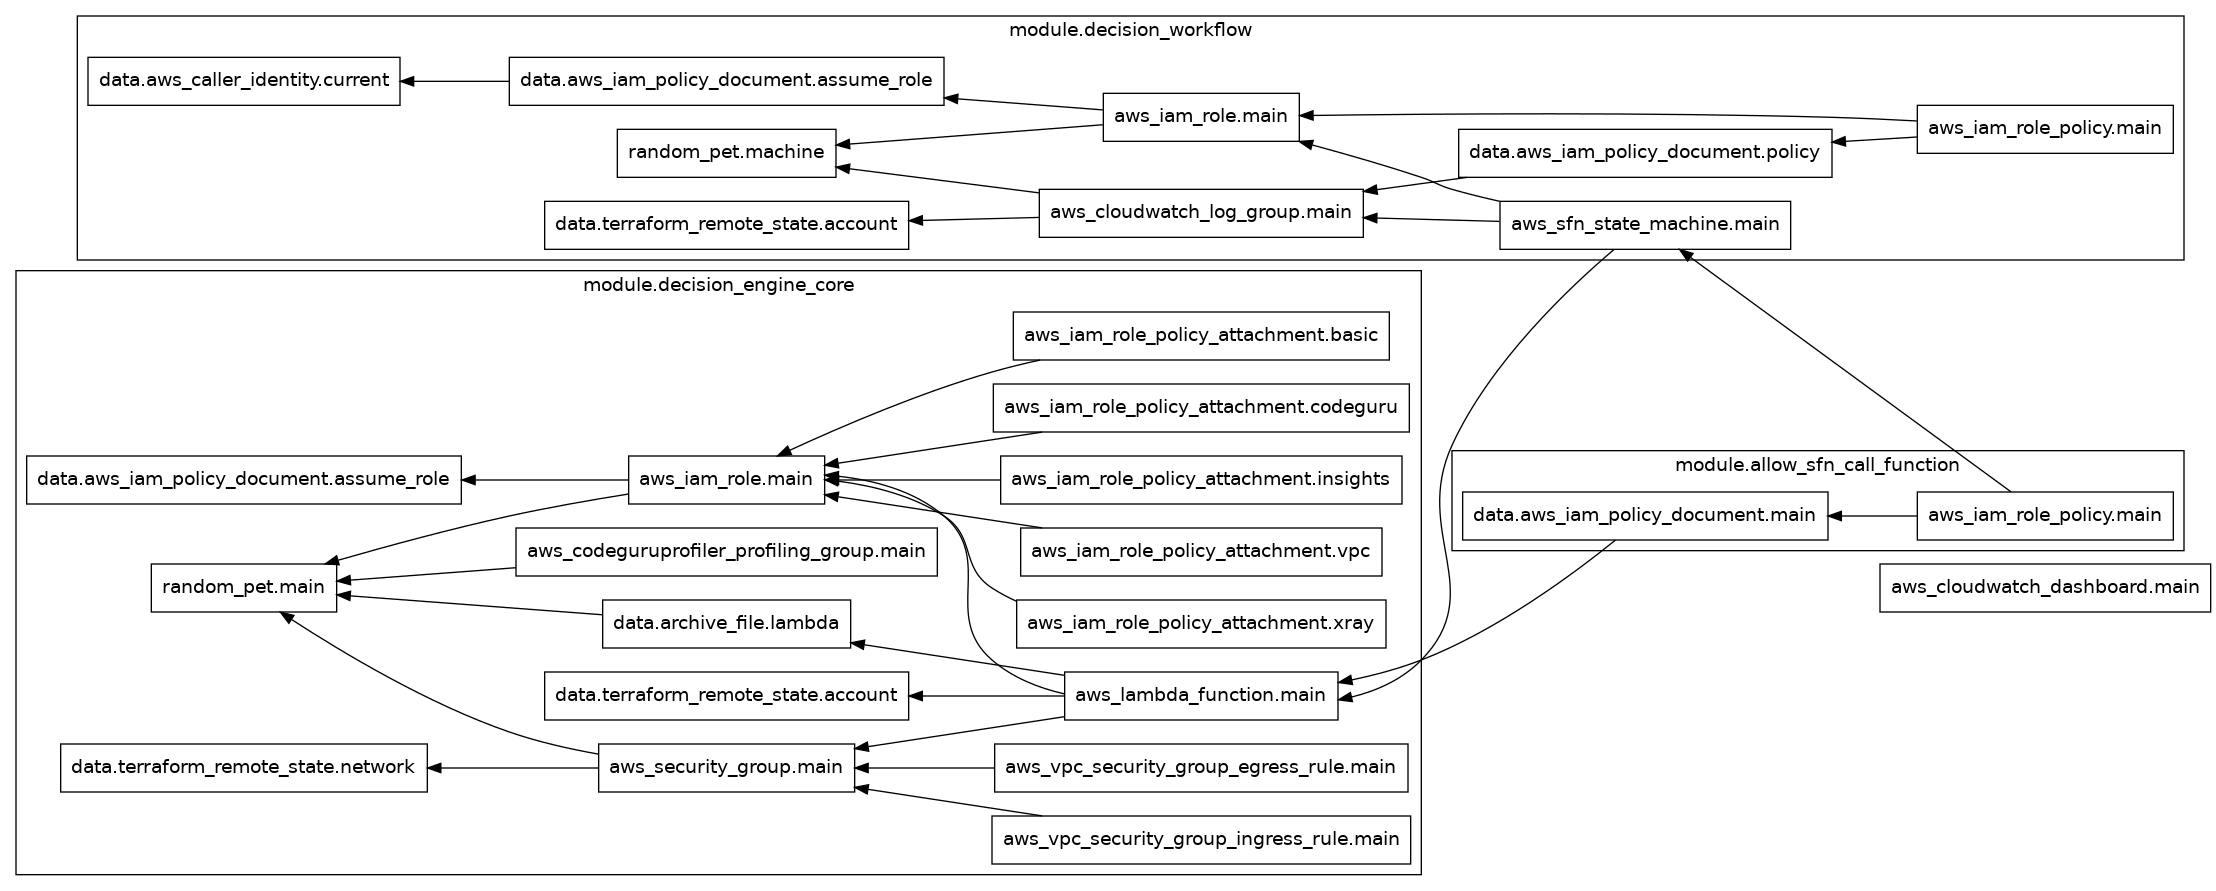 module.decision_workflow
data.aws_caller_identity.current
data.aws_iam_policy_document.assume_role
aws_iam_role.main
aws_iam_role_policy.main
random_pet.machine
data.aws_iam_policy_document.policy
aws_cloudwatch_log_group.main
data.terraform_remote_state.account
aws_sfn_state_machine.main
module.decision_engine_core
aws_iam_role_policy_attachment.basic
aws_iam_role_policy_attachment.codeguru
data.aws_iam_policy_document.assume_role
aws_iam_role.main
aws_iam_role_policy_attachment.insights
aws_codeguruprofiler_profiling_group.main
aws_iam_role_policy_attachment.vpc
random_pet.main
data.archive_file.lambda
aws_iam_role_policy_attachment.xray
data.terraform_remote_state.account
aws_lambda_function.main
data.terraform_remote_state.network
aws_security_group.main
aws_vpc_security_group_egress_rule.main
aws_vpc_security_group_ingress_rule.main
module.allow_sfn_call_function
data.aws_iam_policy_document.main
aws_iam_role_policy.main
aws_cloudwatch_dashboard.main